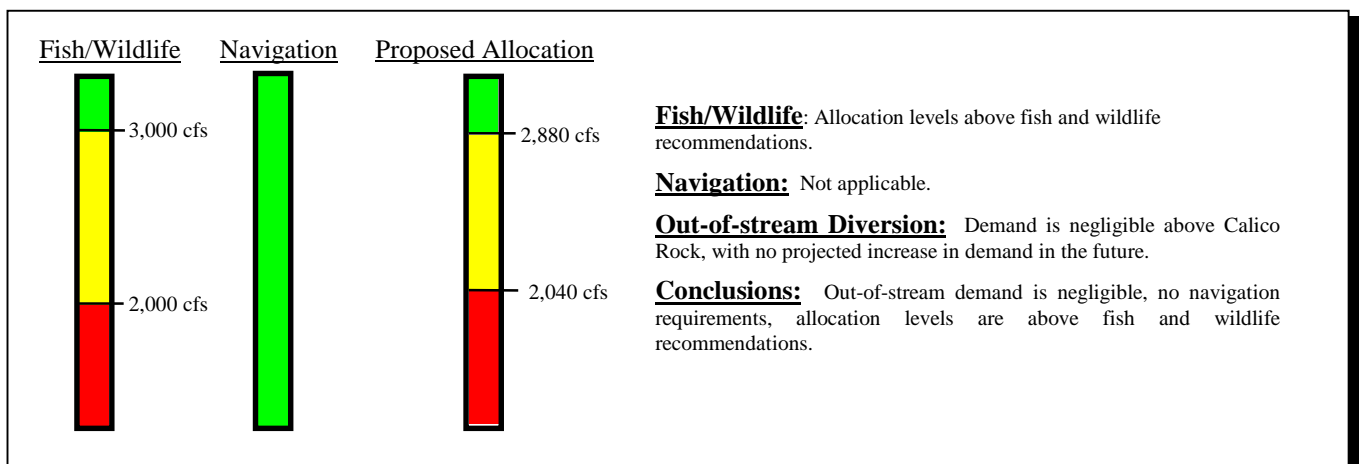 Fish/Wildlife Navigation Proposed Allocation
3,000 cfs
2,880 cfs
2,040 cfs
2,000 cfs
Fish/Wildlife: Allocation levels above fish and wildlife
recommendations.
Navigation: Not applicable.
Out-of-stream Diversion: Demand is negligible above Calico
Rock, with no projected increase in demand in the future.
Conclusions: Out-of-stream demand is negligible, no navigation
requirements, allocation levels are above fish and wildlife
recommendations.